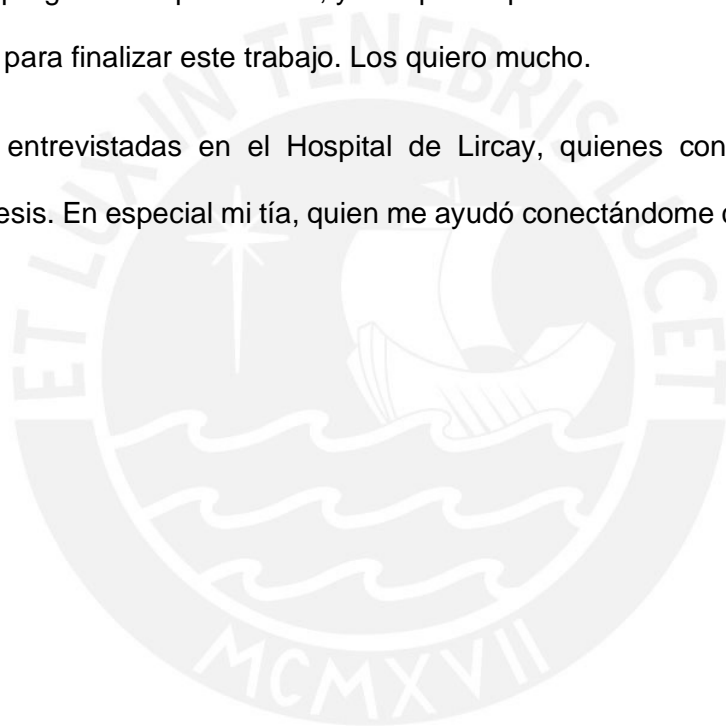 para finalizar este trabajo. Los quiero mucho.
entrevistadas en el Hospital de Lircay, quienes con
esis. En especial mi tía, quien me ayudó conectándome
ET LUX IN TENEBRIS LUCET
MCMXVII